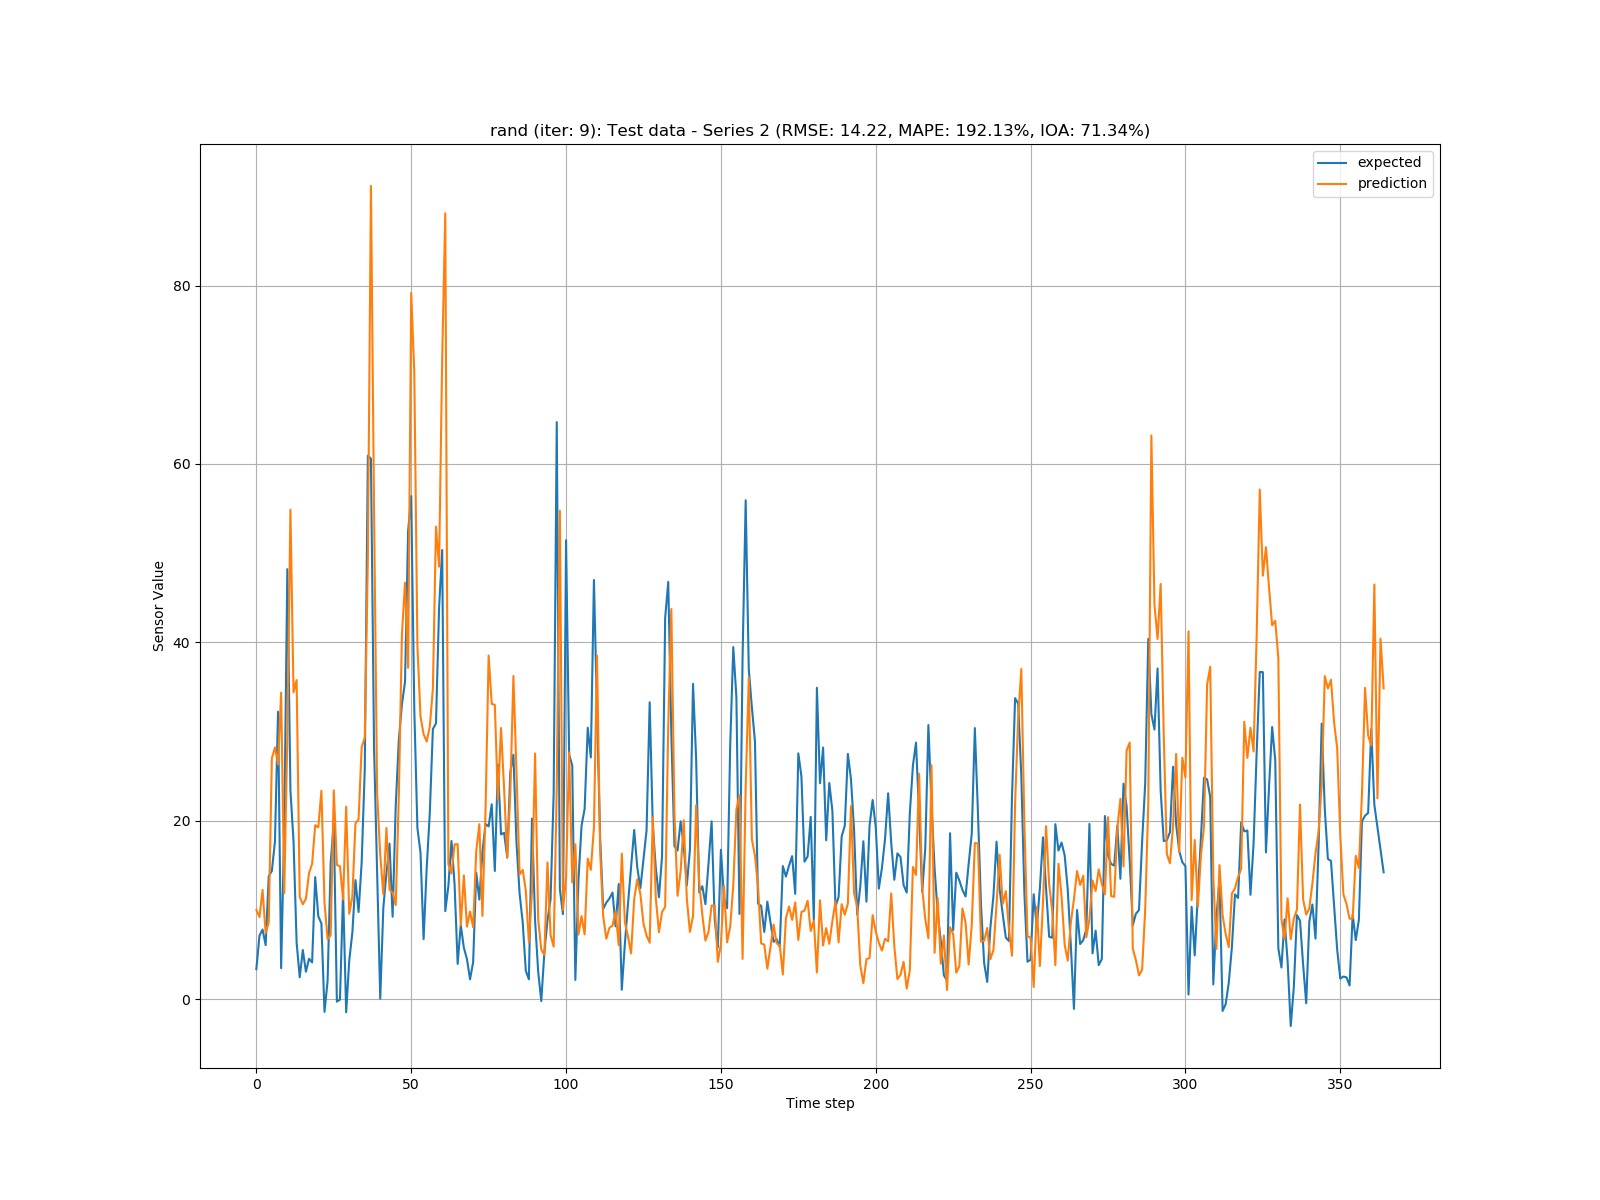 rand (iter: 9): Test data - Series 2 (RMSE: 14.22, MAPE: 192.13%, IOA: 71.34%)
expected
prediction
80
60
40
20
0
Sensor Value
0 50 100 150 200 250 300 350
Time step